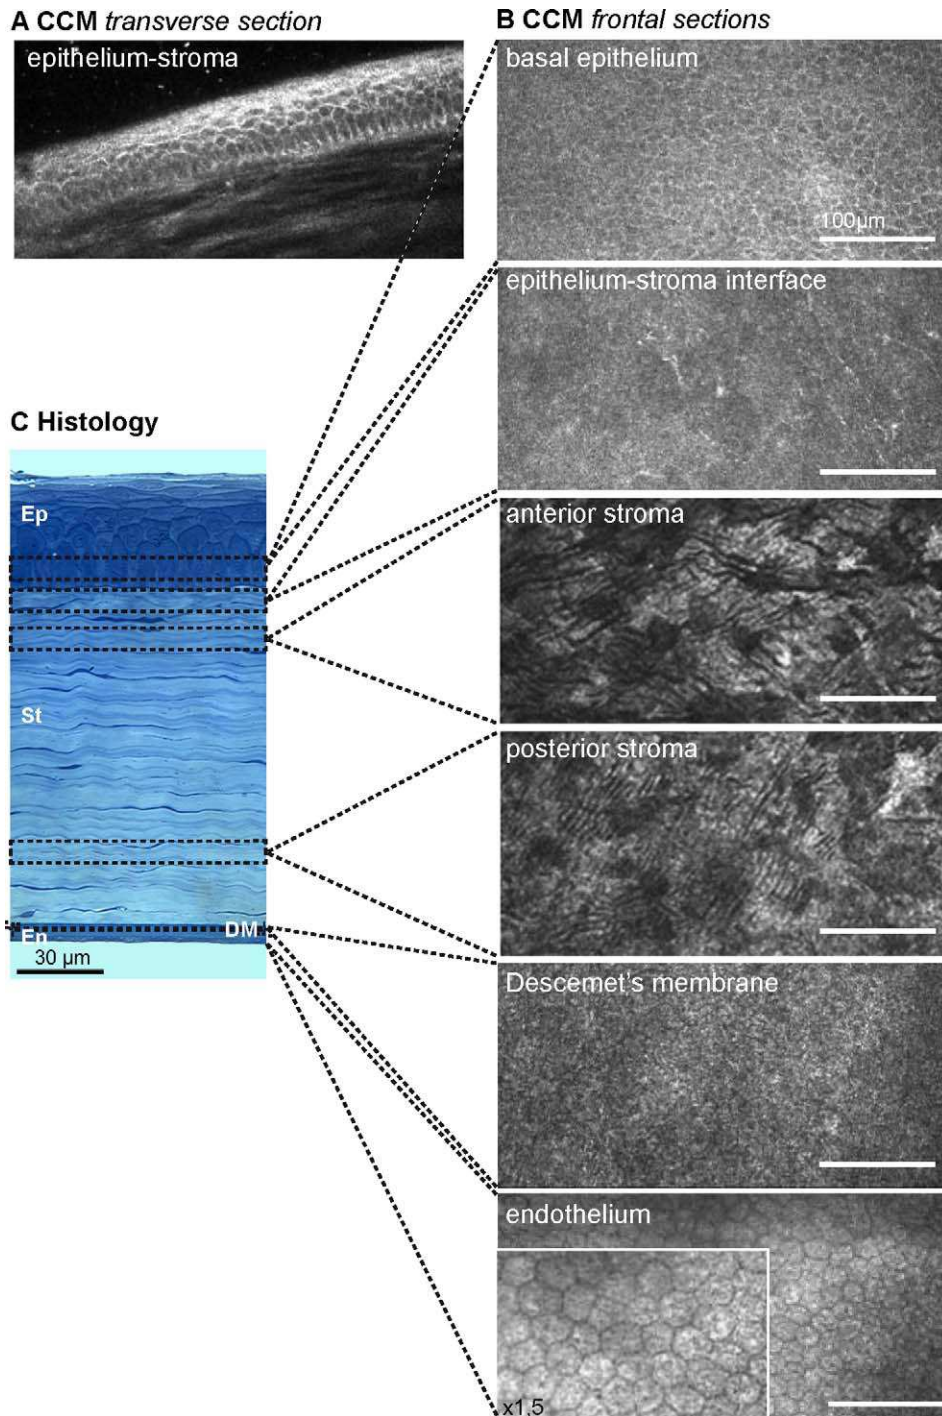 A CCM transverse section
epithelium-stroma
B CCM frontal sections
basal epithelium
100µm
epithelium-stroma interface
anterior stroma
posterior stroma
Descemet's membrane
endothelium
x1,5
C Histology
Ep
St
En
DM
30 µm